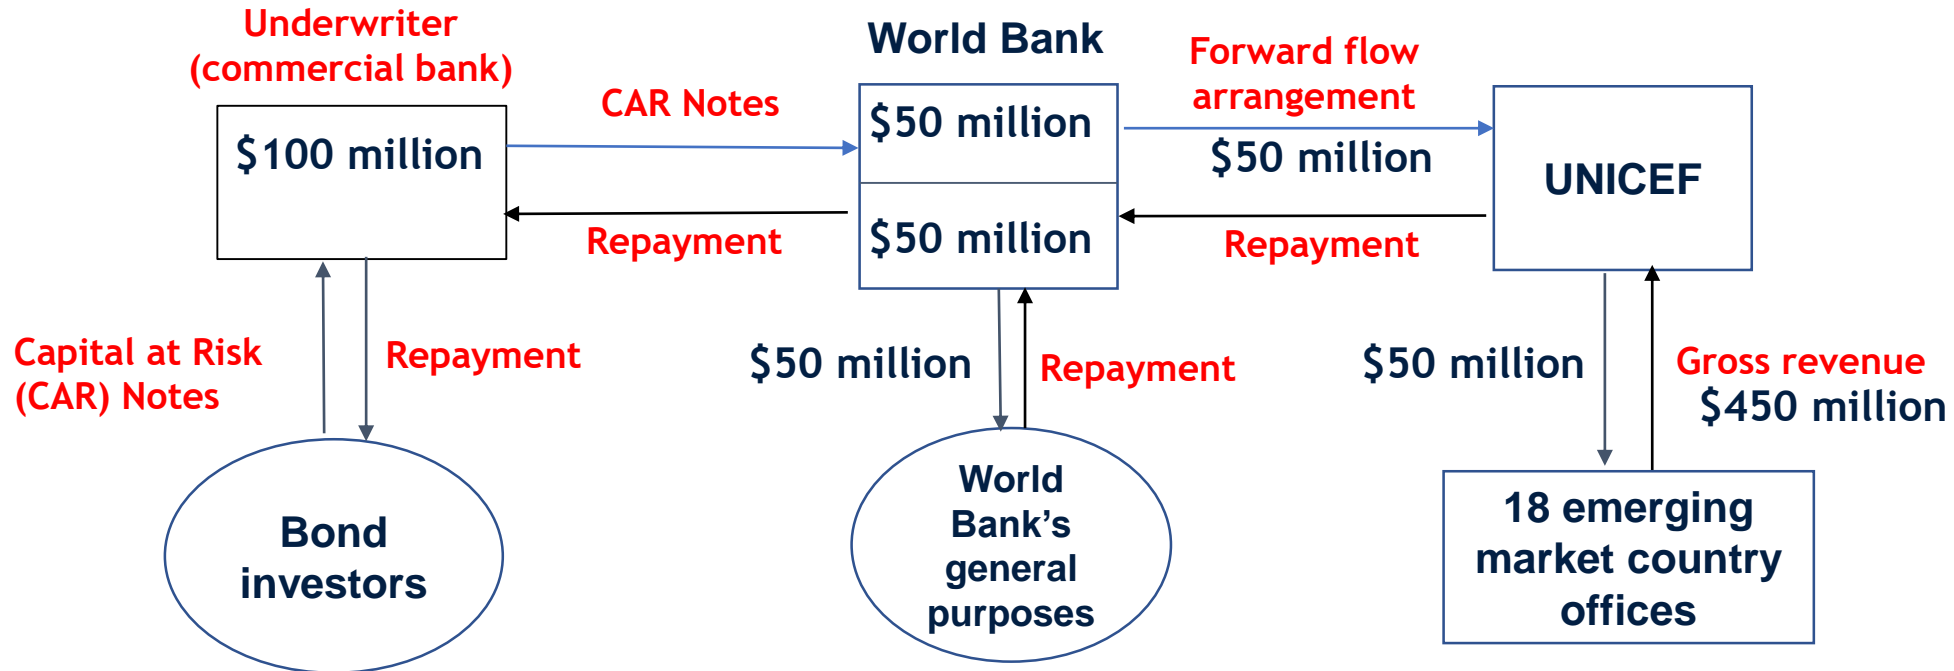 Underwriter
(commercial bank)
$100 million
CAR Notes
Repayment
World Bank
$50 million
$50 million
Forward flow
arrangement
$50 million
Repayment
UNICEF
Capital at Risk
(CAR) Notes
Repayment
Bond
investors
$50 million
Repayment
World
Bank’s
general
purposes
$50 million
Gross revenue
$450 million
18 emerging
market country
offices